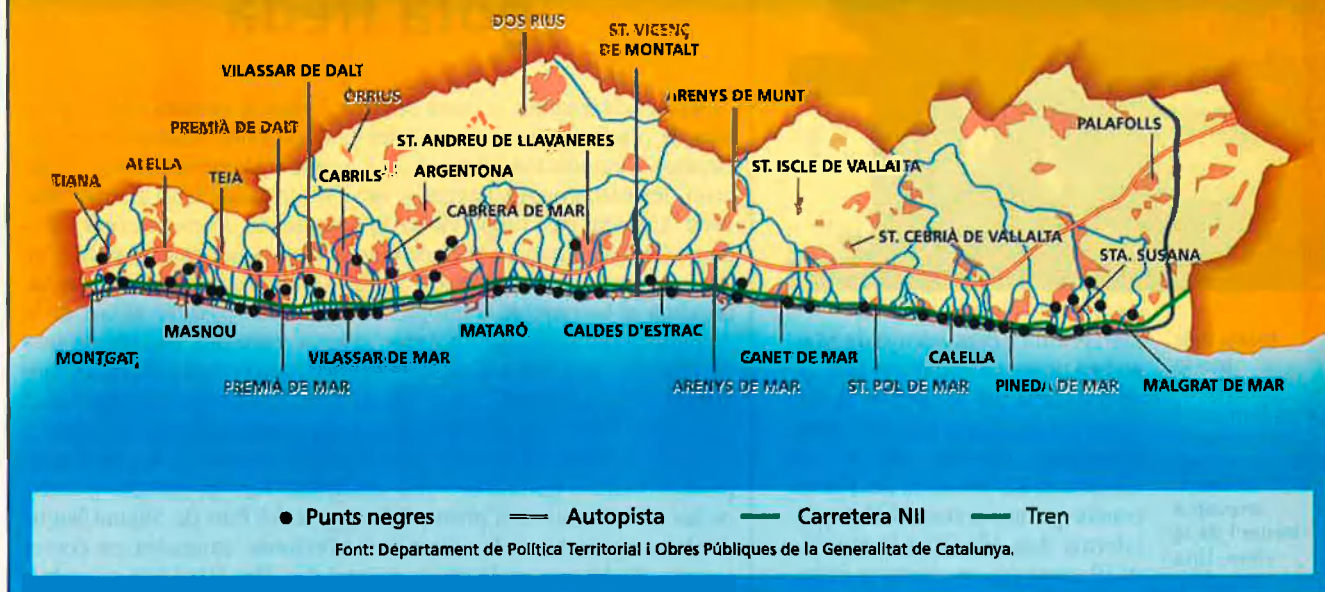 DOS RIUS
ST. VICENÇ
DE MONTALT
VILASSAR DE DALT
ÒRRIUS
ARENYS DE MUNT
PREMIÀ DE DALT
PALAFOLLS
ST. ANDREU DE LLAVANERES
ALELLA
ST. ISCLE DE VALLALTA
TIANA
TEIÀ
CABRILS
ARGENTONA
CABRERA DE MAR
ST. CEBRIÀ DE VALLALTA
STA. SUSANA
MASNOU
MATARÓ
CALDES D'ESTRAC
MONTGAT
VILASSAR DE MAR
CANET DE MAR
CALELLA
PREMIÀ DE MAR
ARENYS DE MAR
ST. POL DE MAR
PINEDA DE MAR
MALGRAT DE MAR
Punts negres
Autopista
Carretera NII
Tren
Font: Départament de Política Territorial i Obres Públiques de la Generalitat de Catalunya.